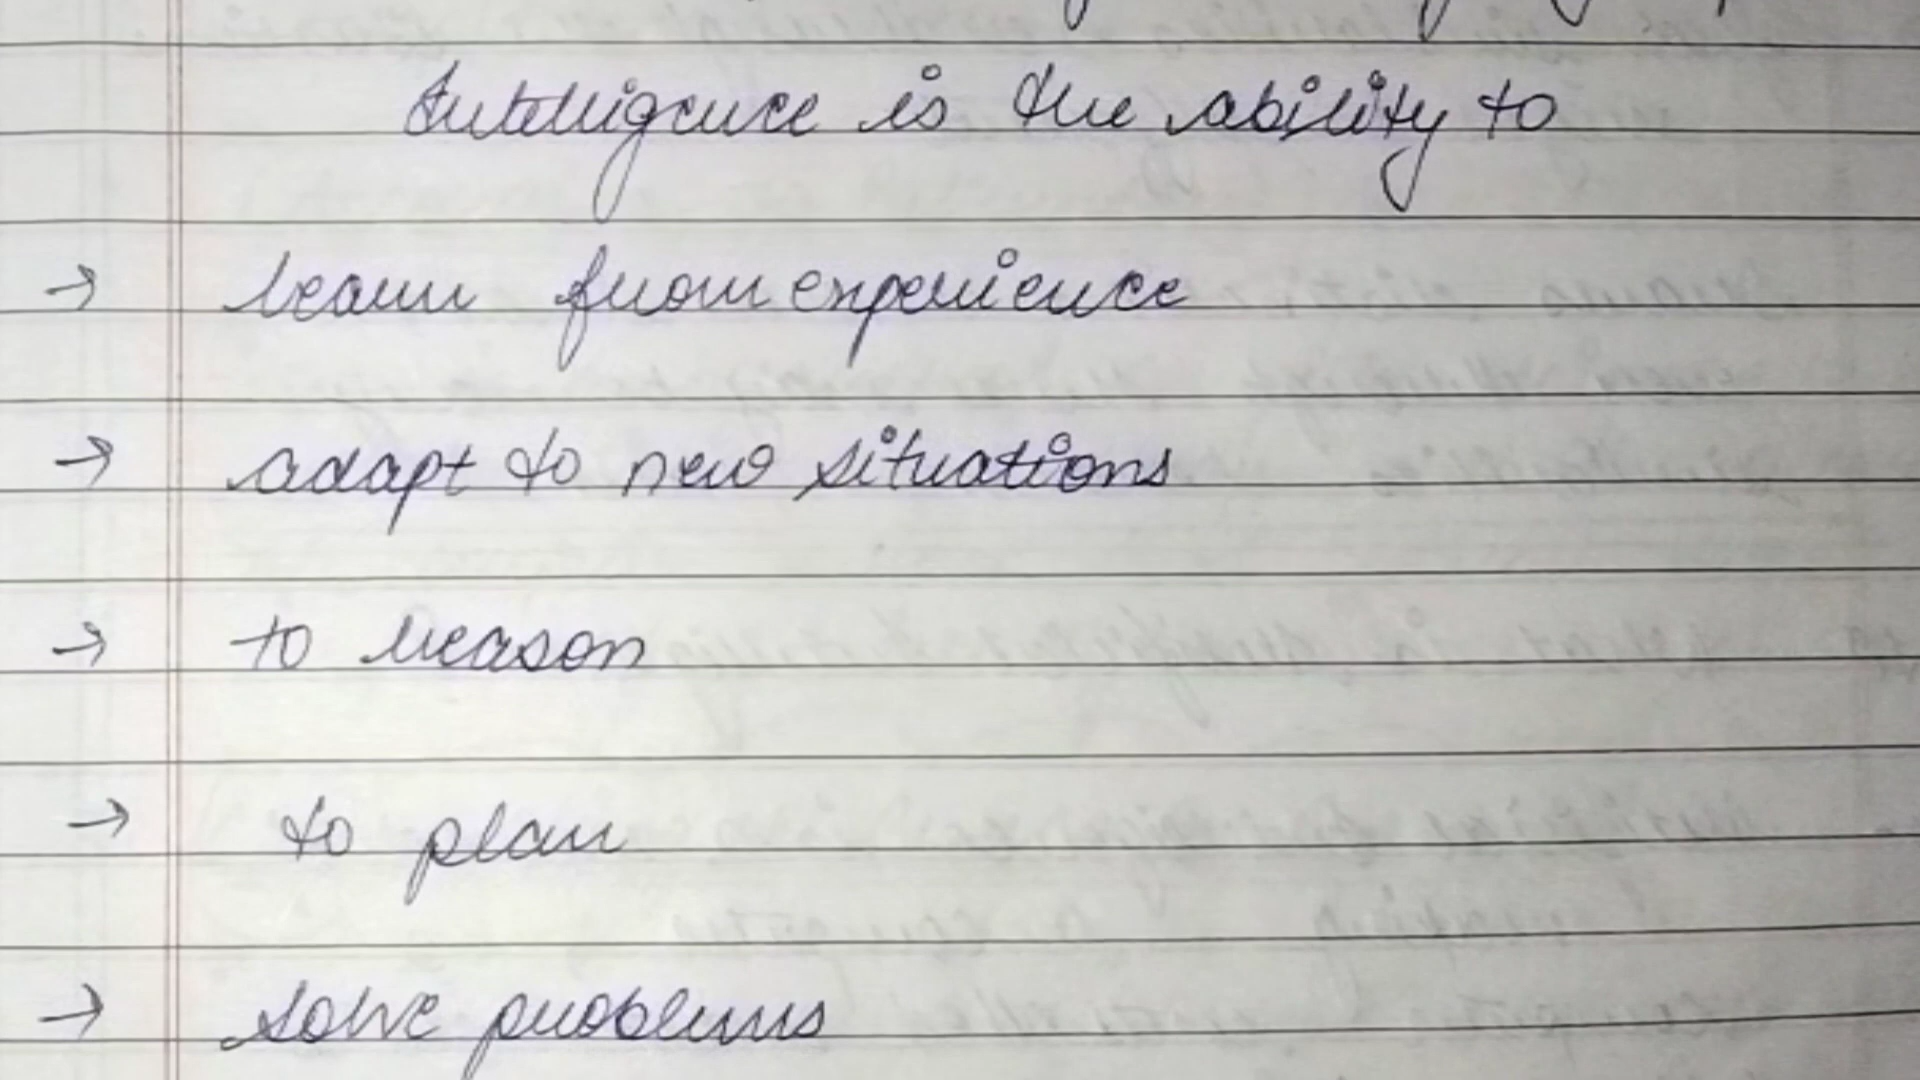 Intelligence is the ability to
→ learn from experience
→ adapt to new situations
→ to reason
→ to plan
→ solve problems